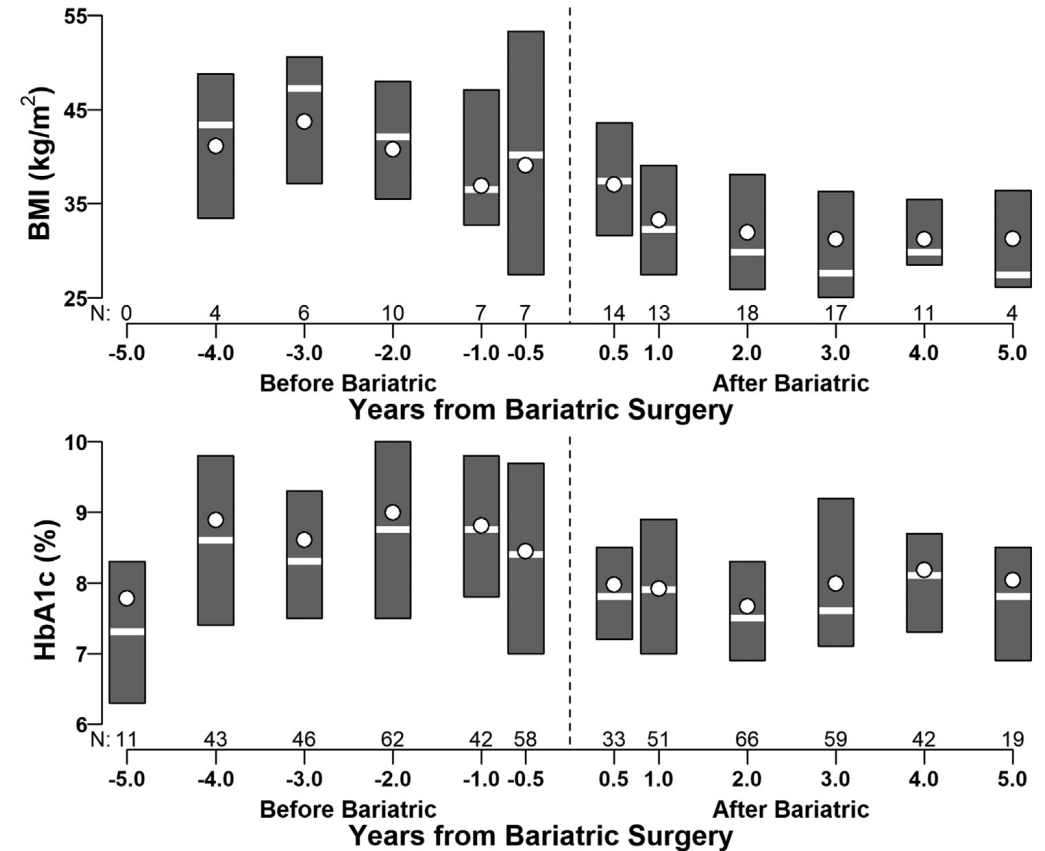 55
45
35
25
BMI (kg/m²)
N: 0 4 6 10 7 7 14 13 18 17 11 4
-5.0 -4.0 -3.0 -2.0 -1.0 -0.5 0.5 1.0 2.0 3.0 4.0 5.0
Before Bariatric After Bariatric
Years from Bariatric Surgery
10
9
8
7
6
HbA1c (%)
N: 11 43 46 62 42 58 33 51 66 59 42 19
-5.0 -4.0 -3.0 -2.0 -1.0 -0.5 0.5 1.0 2.0 3.0 4.0 5.0
Before Bariatric After Bariatric
Years from Bariatric Surgery